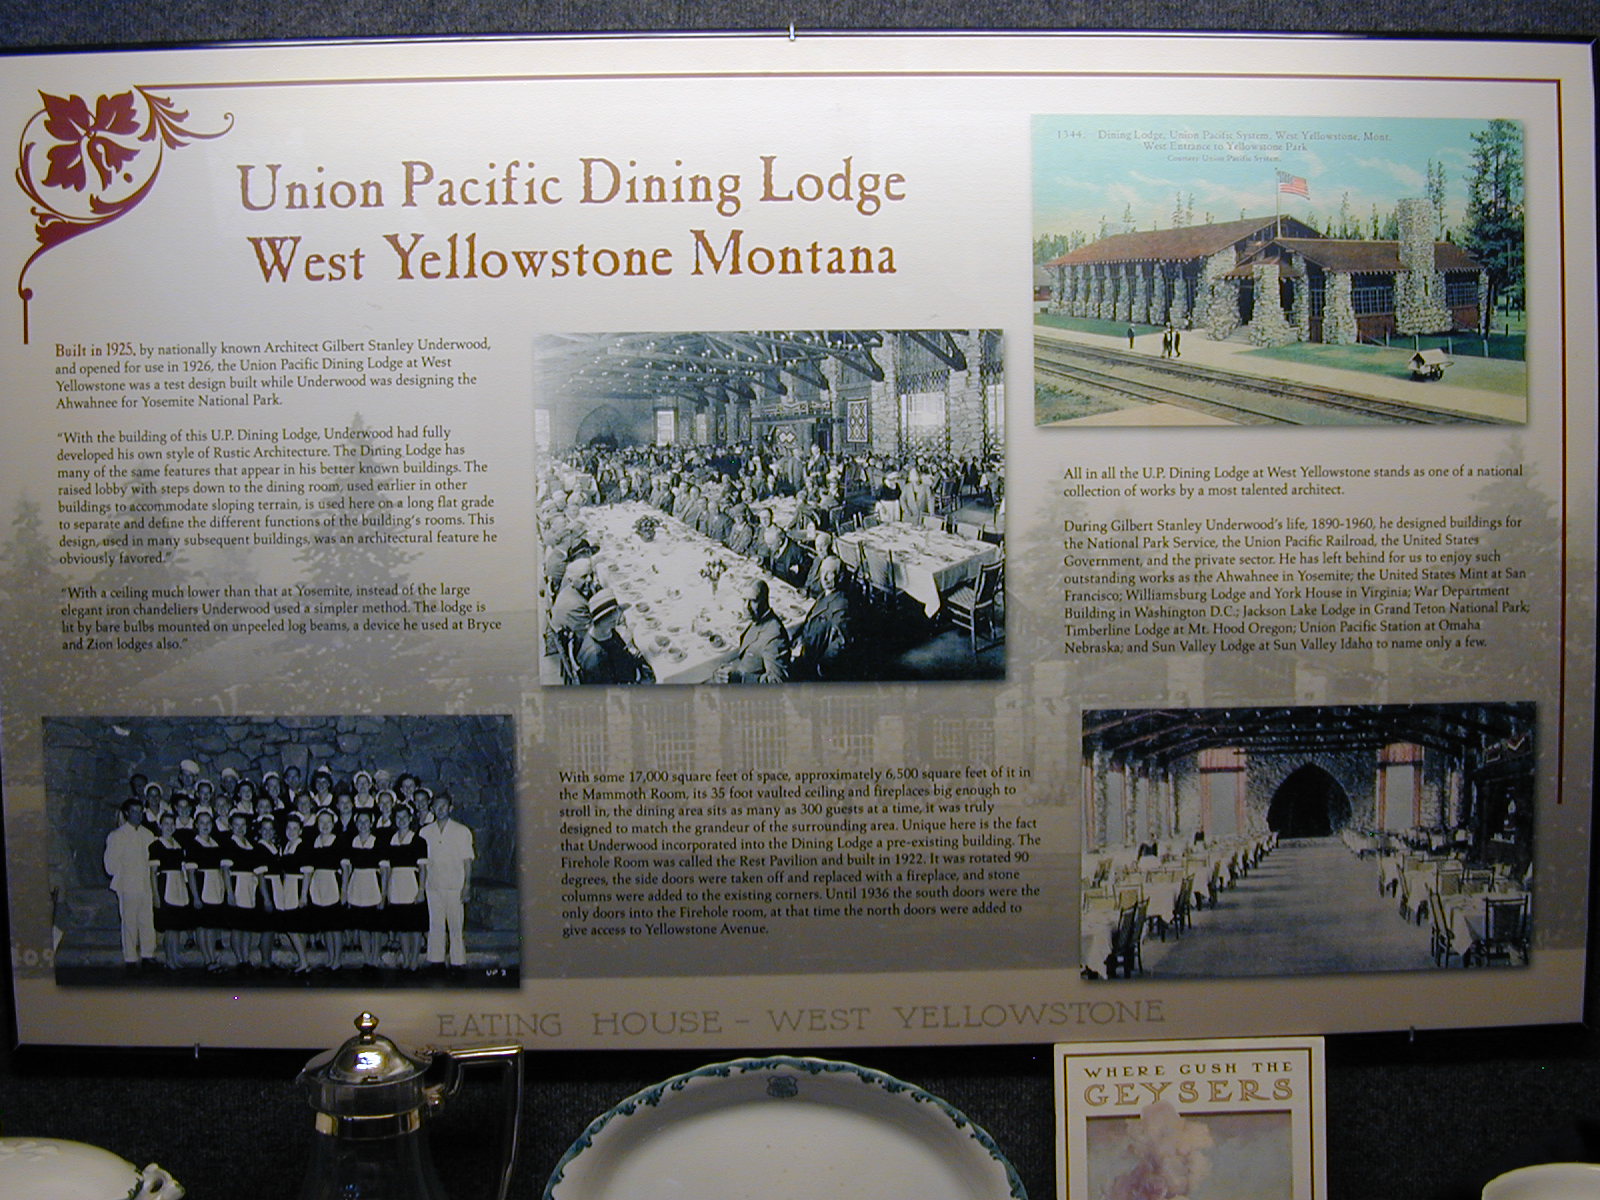 Union Pacific Dining Lodge
West Yellowstone Montana
Built in 1925, by nationally known Architect Gilbert Stanley Underwood,
and opened for use in 1926, the Union Pacific Dining Lodge at West
Yellowstone was a test design built while Underwood was designing the
Ahwahnee for Yosemite National Park.
"With the building of this U.P. Dining Lodge, Underwood had fully
developed his own style of Rustic Architecture. The Dining Lodge has
many of the same features that appear in his better known buildings. The
raised lobby with steps down to the dining room, used earlier in other
buildings to accommodate sloping terrain, is used here on a long flat grade
to separate and define the different functions of the building's rooms. This
design, used in many subsequent buildings, was an architectural feature he
obviously favored."
"With a ceiling much lower than that at Yosemite, instead of the large
elegant iron chandeliers Underwood used a simpler method. The lodge is
lit by bare bulbs mounted on unpeeled log beams, a device he used at Bryce
and Zion lodges also."
UP 2
With some 17,000 square feet of space, approximately 6,500 square feet of it in
the Mammoth Room, its 35 foot vaulted ceiling and fireplaces big enough to
stroll in, the dining area sits as many as 300 guests at a time, it was truly
designed to match the grandeur of the surrounding area. Unique here is the fact
that Underwood incorporated into the Dining Lodge a pre-existing building. The
Firehole Room was called the Rest Pavilion and built in 1922. It was rotated 90
degrees, the side doors were taken off and replaced with a fireplace, and stone
columns were added to the existing corners. Until 1936 the south doors were the
only doors into the Firehole room, at that time the north doors were added to
give access to Yellowstone Avenue.
1344. Dining Lodge, Union Pacific System, West Yellowstone, Mont.
West Entrance to Yellowstone Park
Courtesy Union Pacific System.
All in all the U.P. Dining Lodge at West Yellowstone stands as one of a national
collection of works by a most talented architect.
During Gilbert Stanley Underwood's life, 1890-1960, he designed buildings for
the National Park Service, the Union Pacific Railroad, the United States
Government, and the private sector. He has left behind for us to enjoy such
outstanding works as the Ahwahnee in Yosemite; the United States Mint at San
Francisco; Williamsburg Lodge and York House in Virginia; War Department
Building in Washington D.C.; Jackson Lake Lodge in Grand Teton National Park;
Timberline Lodge at Mt. Hood Oregon; Union Pacific Station at Omaha
Nebraska; and Sun Valley Lodge at Sun Valley Idaho to name only a few.
EATING HOUSE - WEST YELLOWSTONE
WHERE GUSH THE
GEYSERS